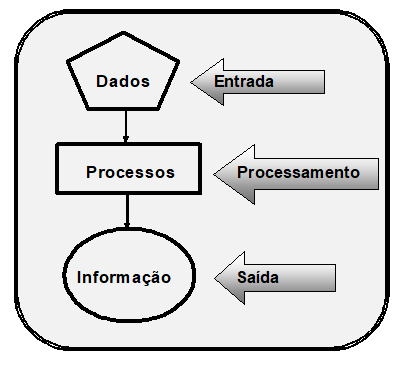 Dados
Entrada
Processos
Processamento
Informação
Saída